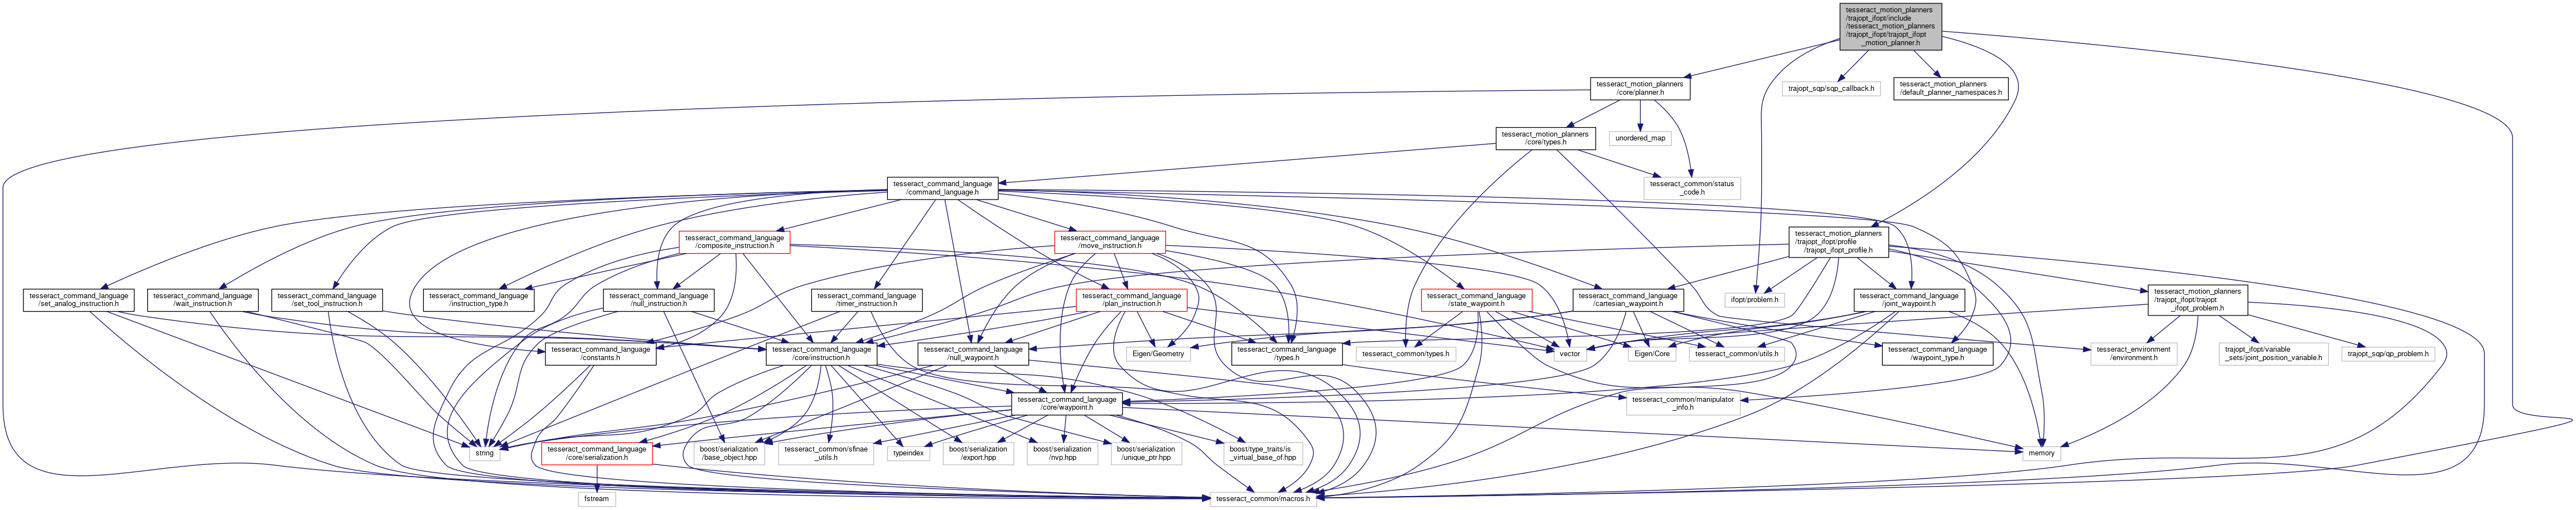 tesseract_motion_planners
/trajopt_ifopt/include
/tesseract_motion_planners
/trajopt_ifopt/trajopt_ifopt
_motion_planner.h
tesseract_motion_planners
/core/planner.h
trajopt_sqp/sqp_callback.h
tesseract_motion_planners
/default_planner_namespaces.h
tesseract_motion_planners
/core/types.h
unordered_map
tesseract_command_language
/command_language.h
tesseract_common/status
_code.h
tesseract_command_language
/composite_instruction.h
tesseract_command_language
/move_instruction.h
tesseract_motion_planners
/trajopt_ifopt/profile
/trajopt_ifopt_profile.h
tesseract_command_language
/set_analog_instruction.h
tesseract_command_language
/wait_instruction.h
tesseract_command_language
/set_tool_instruction.h
tesseract_command_language
/instruction_type.h
tesseract_command_language
/null_instruction.h
tesseract_command_language
/timer_instruction.h
tesseract_command_language
/plan_instruction.h
tesseract_command_language
/state_waypoint.h
tesseract_command_language
/cartesian_waypoint.h
ifopt/problem.h
tesseract_command_language
/joint_waypoint.h
tesseract_motion_planners
/trajopt_ifopt/trajopt
_ifopt_problem.h
tesseract_command_language
/constants.h
tesseract_command_language
/core/instruction.h
tesseract_command_language
/null_waypoint.h
Eigen/Geometry
tesseract_command_language
/types.h
tesseract_common/types.h
vector
Eigen/Core
tesseract_common/utils.h
tesseract_command_language
/waypoint_type.h
tesseract_environment
/environment.h
trajopt_ifopt/variable
_sets/joint_position_variable.h
trajopt_sqp/qp_problem.h
tesseract_command_language
/core/waypoint.h
tesseract_common/manipulator
_info.h
string
tesseract_command_language
/core/serialization.h
boost/serialization
/base_object.hpp
tesseract_common/sfinae
_utils.h
typeindex
boost/serialization
/export.hpp
boost/serialization
/nvp.hpp
boost/serialization
/unique_ptr.hpp
boost/type_traits/is
_virtual_base_of.hpp
memory
fstream
tesseract_common/macros.h